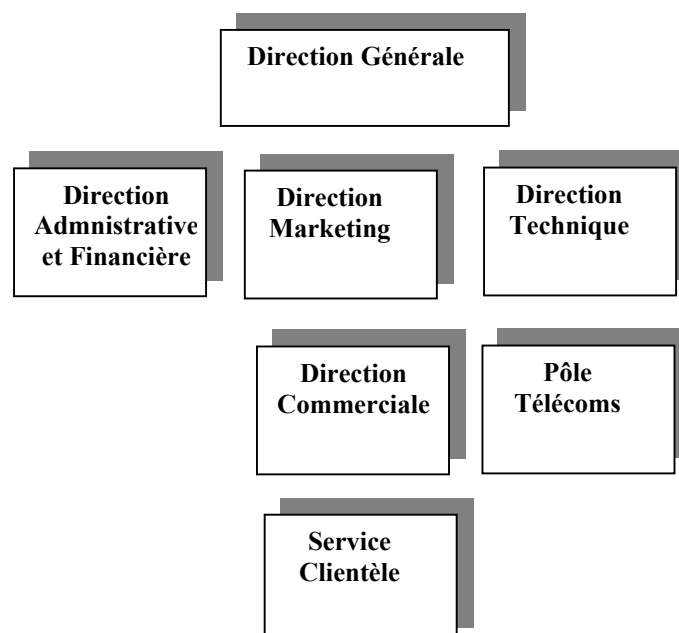 Direction Générale
Direction
Admnistrative
et Financière
Direction
Marketing
Direction
Technique
Direction
Commerciale
Pôle
Télécoms
Service
Clientèle